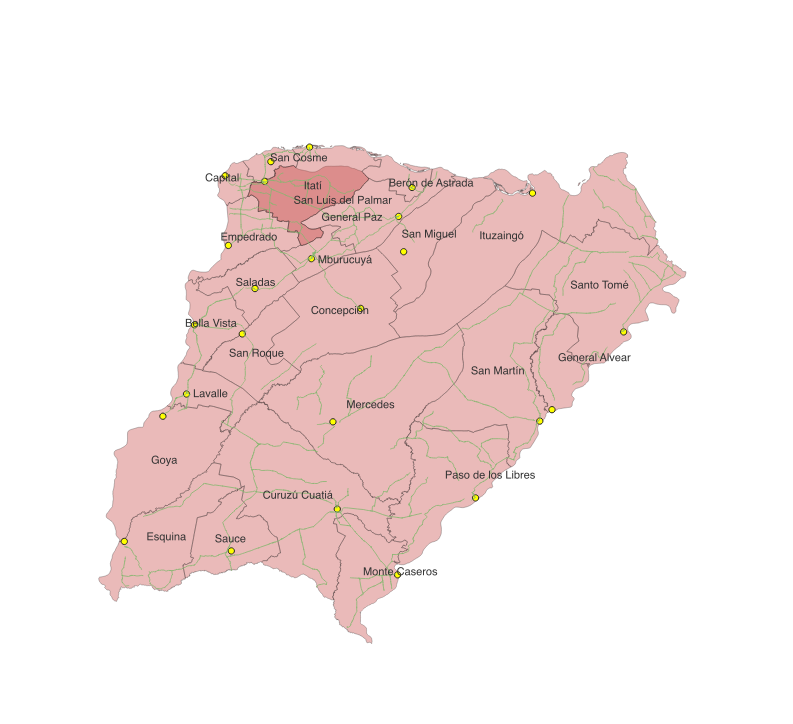 San Cosme
Capital
Itatí
Berón de Astrada
San Luis del Palmar
General Paz
Empedrado
San Miguel
Ituzaingó
Mburucuyá
Saladas
Santo Tomé
Concepción
Bella Vista
San Roque
General Alvear
San Martín
Lavalle
Mercedes
Goya
Paso de los Libres
Curuzú Cuatiá
Esquina
Sauce
Monte Caseros